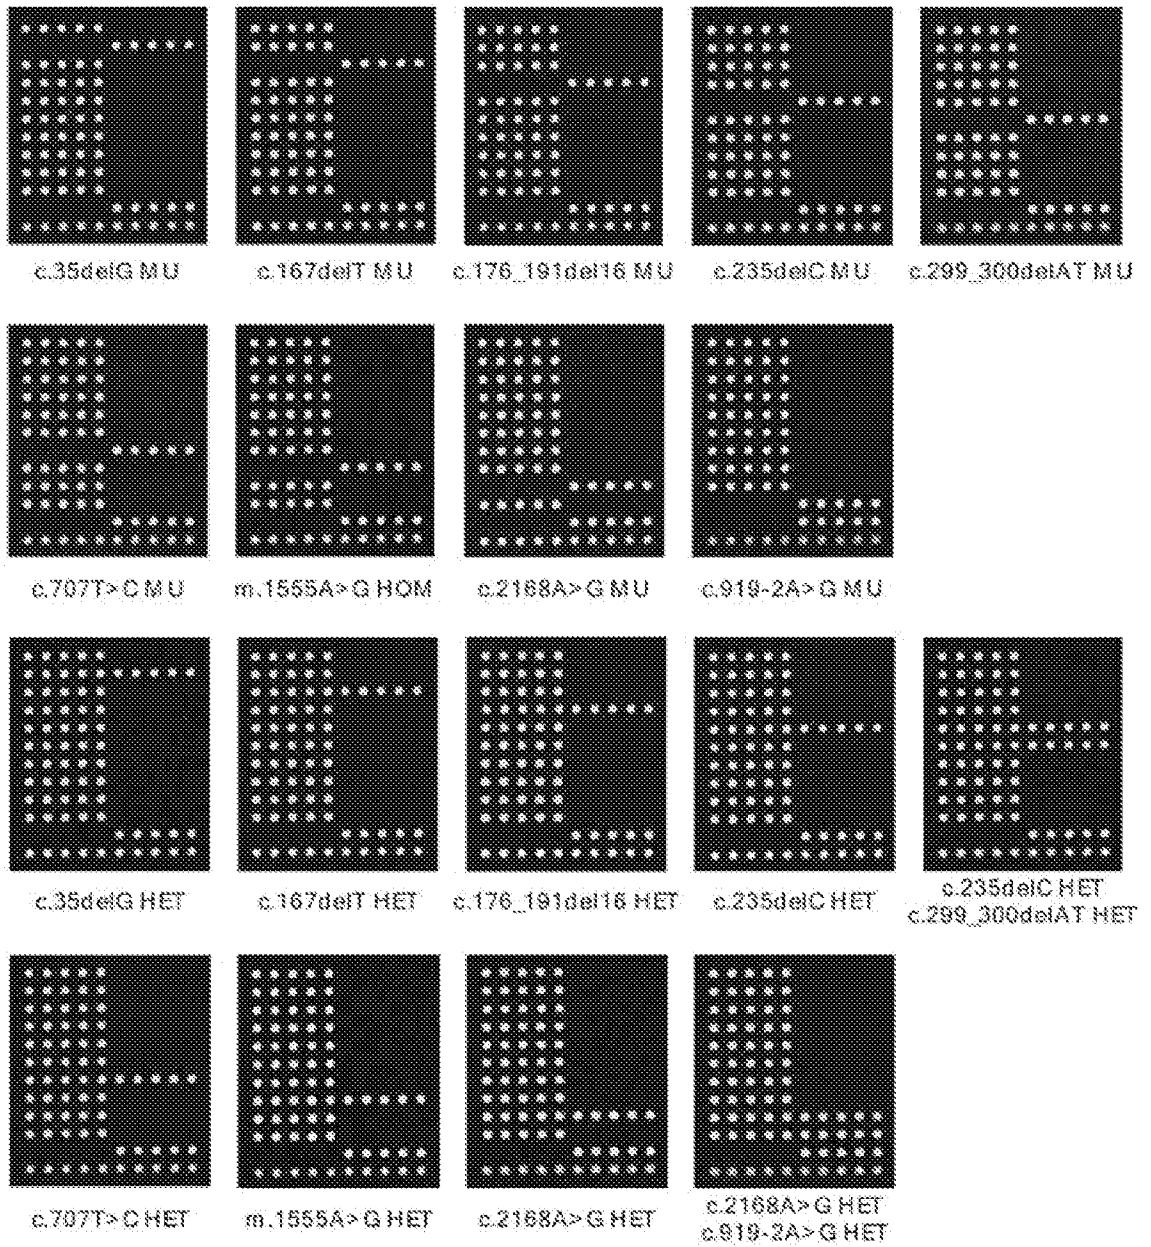 c.35delG MU
c.167delT MU
c.176_191del16 MU
c.235delC MU
c.299_300delAT MU
c.707T>C MU
m.1555A>G HOM
c.2168A>G MU
c.919-2A>G MU
c.35delG HET
c.167delT HET
c.176_191del16 HET
c.235delC HET
c.235delC HET
c.299_300delAT HET
c.707T>C HET
m.1555A>G HET
c.2168A>G HET
c.2168A>G HET
c.919-2A>G HET